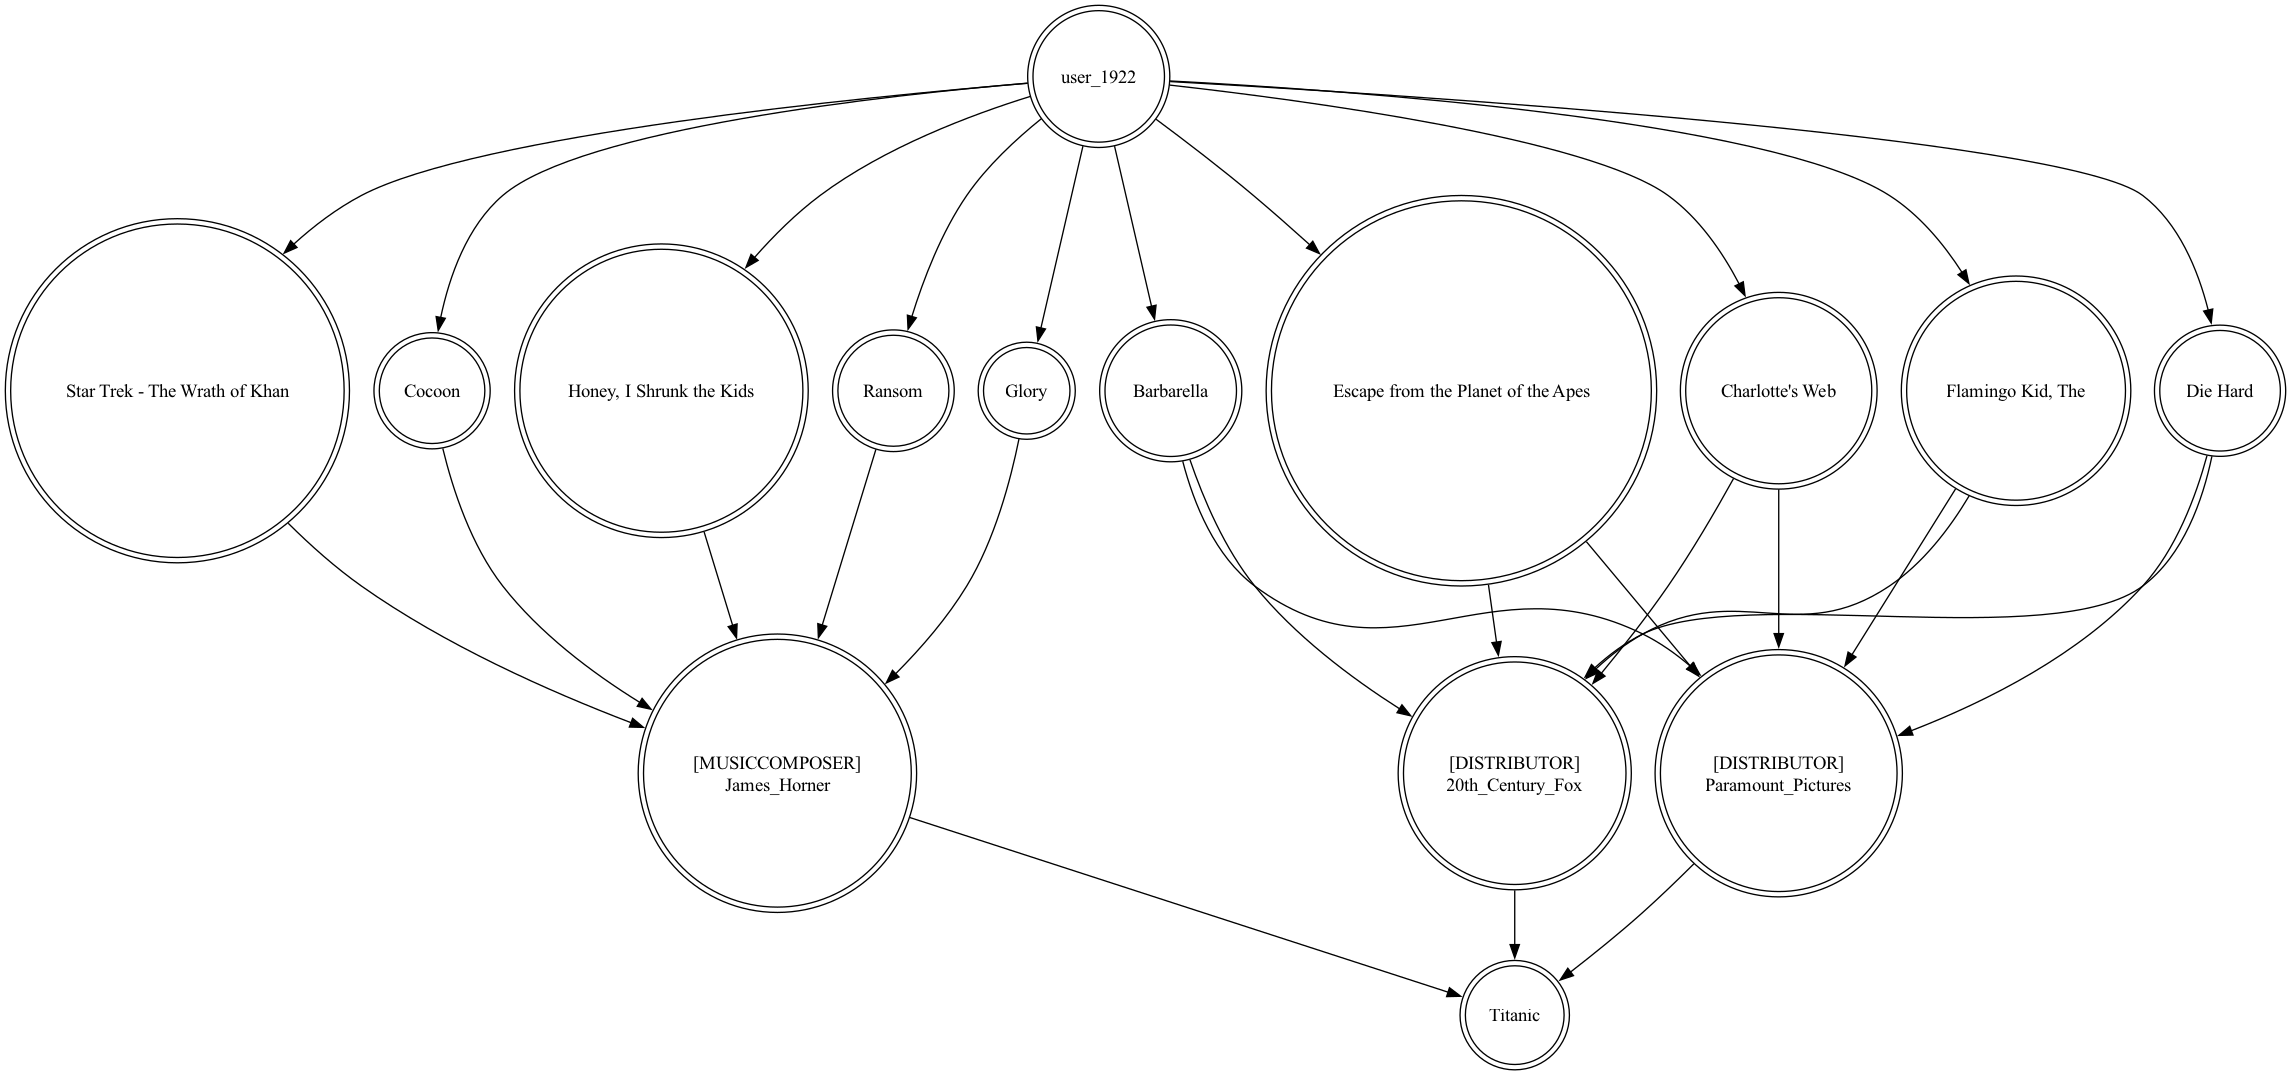 user_1922
Star Trek - The Wrath of Khan
Cocoon
Honey, I Shrunk the Kids
Ransom
Glory
Barbarella
Escape from the Planet of the Apes
Charlotte's Web
Flamingo Kid, The
Die Hard
[MUSICCOMPOSER]
James_Horner
[DISTRIBUTOR]
20th_Century_Fox
[DISTRIBUTOR]
Paramount_Pictures
Titanic